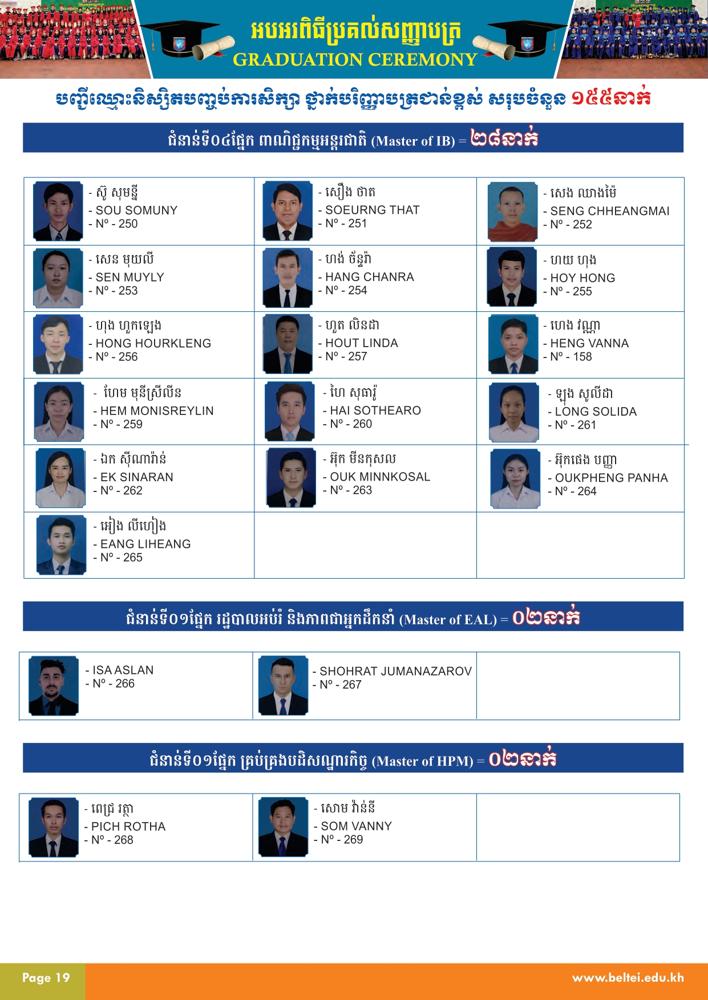 អបអរពិធីប្រគល់សញ្ញាបត្រ
GRADUATION CEREMONY
បញ្ជីឈ្មោះនិស្សិតបញ្ចប់ការសិក្សា ថ្នាក់បរិញ្ញាបត្រជាន់ខ្ពស់ សរុបចំនួន ១៥៥នាក់
ជំនាន់ទី០៤ផ្នែក ពាណិជ្ជកម្មអន្តរជាតិ (Master of IB) = ២៨នាក់
- ស៊ូ សុមុន្នី
- SOU SOMUNY
- Nº - 250
- សឿង ថាត
- SOEURNG THAT
- Nº - 251
- សេង ឈាងម៉ៃ
- SENG CHHEANGMAI
- Nº - 252
- សេន មុយលី
- SEN MUYLY
- Nº - 253
- ហង់ ច័ន្ទរ៉ា
- HANG CHANRA
- Nº - 254
- ហយ ហុង
- HOY HONG
- Nº - 255
- ហុង ហួកឡេង
- HONG HOURKLENG
- Nº - 256
- ហួត លិនដា
- HOUT LINDA
- Nº - 257
- ហេង វណ្ណា
- HENG VANNA
- Nº - 158
- ហែម មុនីស្រីលីន
- HEM MONISREYLIN
- Nº - 259
- ហៃ សុធារ៉ូ
- HAI SOTHEARO
- Nº - 260
- ឡុង សូលីដា
- LONG SOLIDA
- Nº - 261
- ឯក ស៊ីណារ៉ាន់
- EK SINARAN
- Nº - 262
- អ៊ុក មីនកុសល
- OUK MINNKOSAL
- Nº - 263
- អ៊ុកផេង បញ្ញា
- OUKPHENG PANHA
- Nº - 264
- អៀង លីហៀង
- EANG LIHEANG
- Nº - 265
ជំនាន់ទី០១ផ្នែក រដ្ឋបាលអប់រំ និងភាពជាអ្នកដឹកនាំ (Master of EAL) = ០២នាក់
- ISA ASLAN
- Nº - 266
- SHOHRAT JUMANAZAROV
- Nº - 267
ជំនាន់ទី០១ផ្នែក គ្រប់គ្រងបដិសណ្ឋារកិច្ច (Master of HPM) = ០២នាក់
- ពេជ្រ រត្ថា
- PICH ROTHA
- Nº - 268
- សោម វ៉ាន់នី
- SOM VANNY
- Nº - 269
Page 19
www.beltei.edu.kh